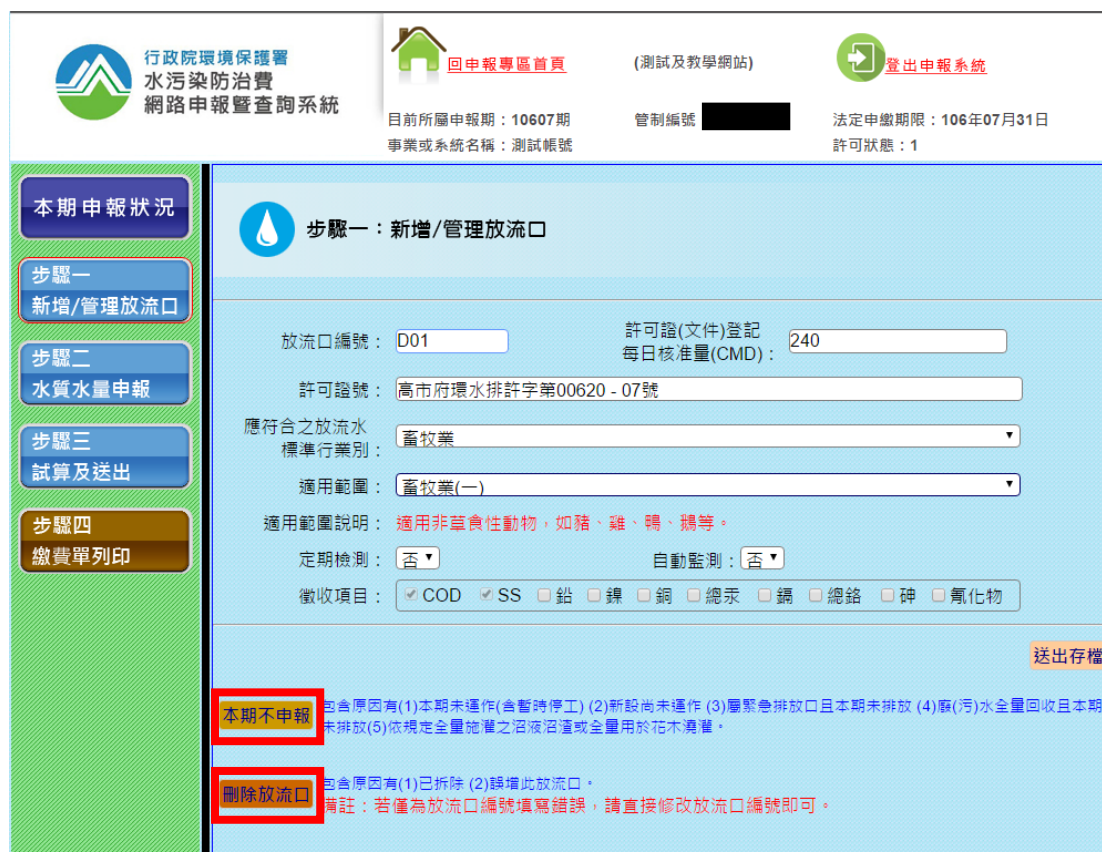 行政院環境保護署
水污染防治費
網路申報暨查詢系統
回申報專區首頁
(測試及教學網站)
登出申報系統
目前所屬申報期：10607期
管制編號
法定申繳期限：106年07月31日
事業或系統名稱：測試帳號
許可狀態：1
本期申報狀況
步驟一
新增/管理放流口
步驟二
水質水量申報
步驟三
試算及送出
步驟四
繳費單列印
步驟一：新增/管理放流口
放流口編號： D01
許可證(文件)登記
每日核准量(CMD)： 240
許可證號： 高市府環水排許字第00620 - 07號
應符合之放流水
標準行業別： 畜牧業
適用範圍： 畜牧業(一)
適用範圍說明： 適用非草食性動物，如豬、雞、鴨、鵝等。
定期檢測： 否 自動監測： 否
徵收項目： COD SS 鉛 鎳 銅 總汞 鎘 總鉻 砷 氰化物
送出存檔
本期不申報
包含原因有(1)本期未運作(含暫時停工) (2)新設尚未運作 (3)屬緊急排放口且本期未排放 (4)廢(污)水全量回收且本期
未排放(5)依規定全量施灌之沼液沼渣或全量用於花木澆灌。
刪除放流口
包含原因有(1)已拆除 (2)誤增此放流口。
備註：若僅為放流口編號填寫錯誤，請直接修改放流口編號即可。